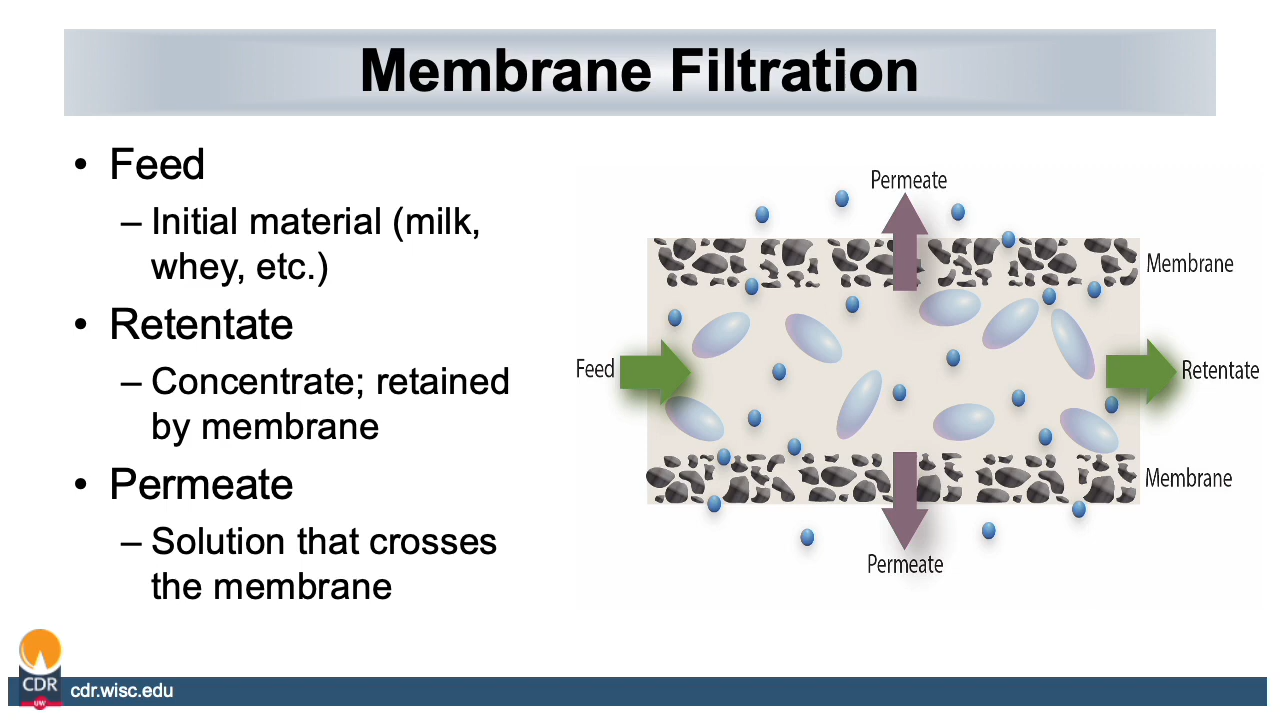 Membrane Filtration
• Feed
– Initial material (milk,
whey, etc.)
• Retentate
– Concentrate; retained
by membrane
• Permeate
– Solution that crosses
the membrane
Permeate
Membrane
Feed
Retentate
Membrane
Permeate
CDR
UW
cdr.wisc.edu